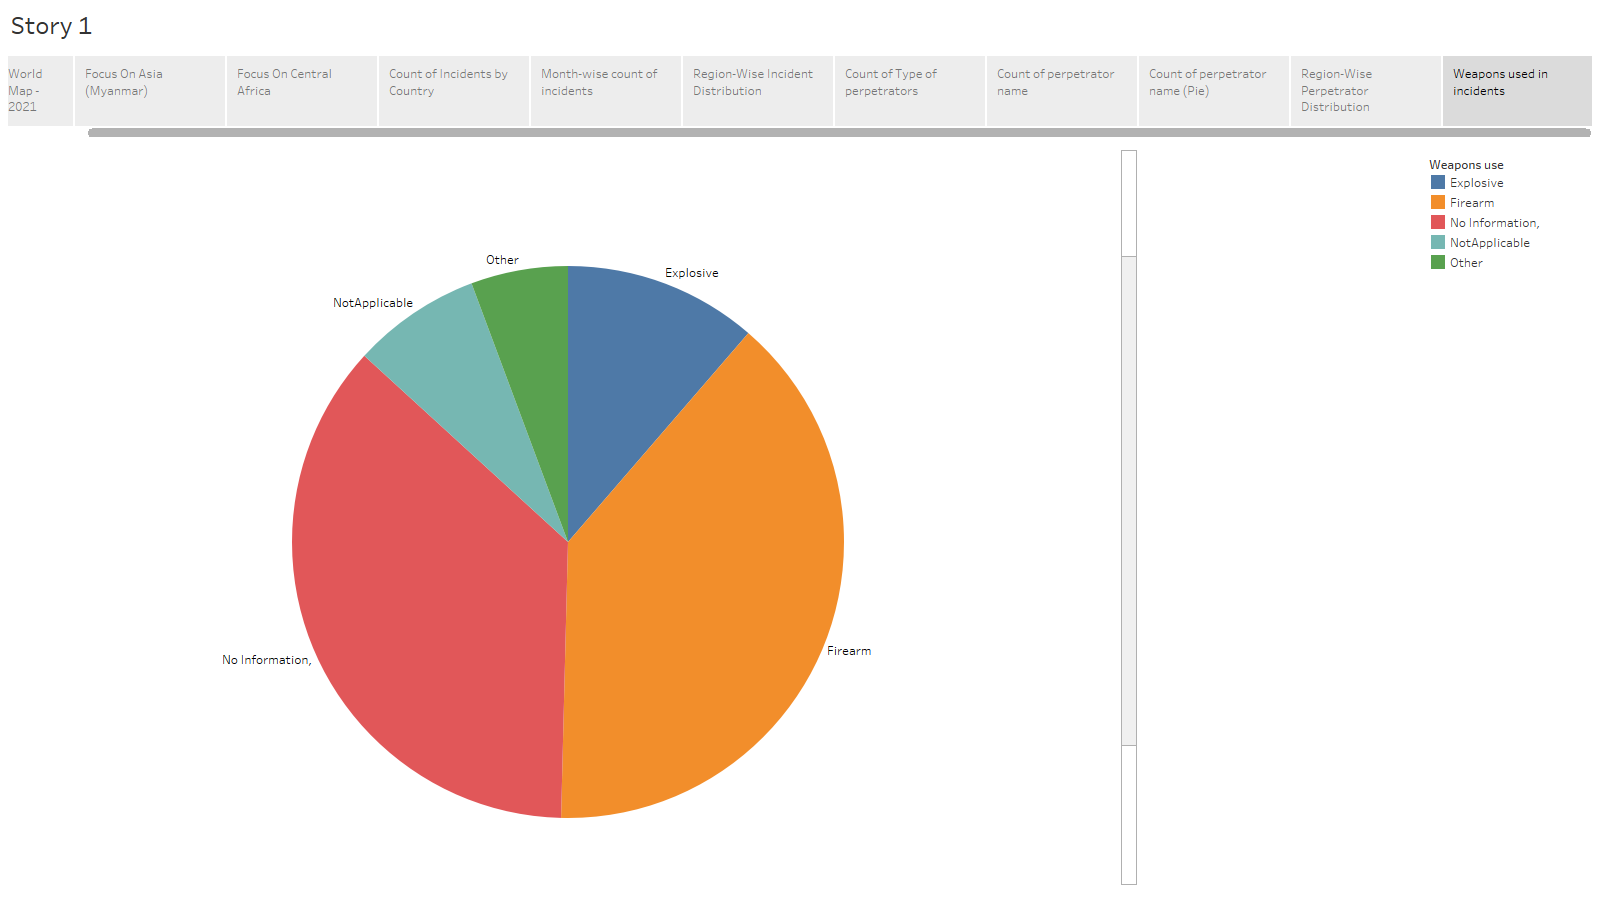 Story 1
World
Map -
2021
Focus On Asia
(Myanmar)
Focus On Central
Africa
Count of Incidents by
Country
Month-wise count of
incidents
Region-Wise Incident
Distribution
Count of Type of
perpetrators
Count of perpetrator
name
Count of perpetrator
name (Pie)
Region-Wise
Perpetrator
Distribution
Weapons used in
incidents
Weapons use
Explosive
Firearm
No Information,
NotApplicable
Other
Other
Explosive
NotApplicable
Firearm
No Information,